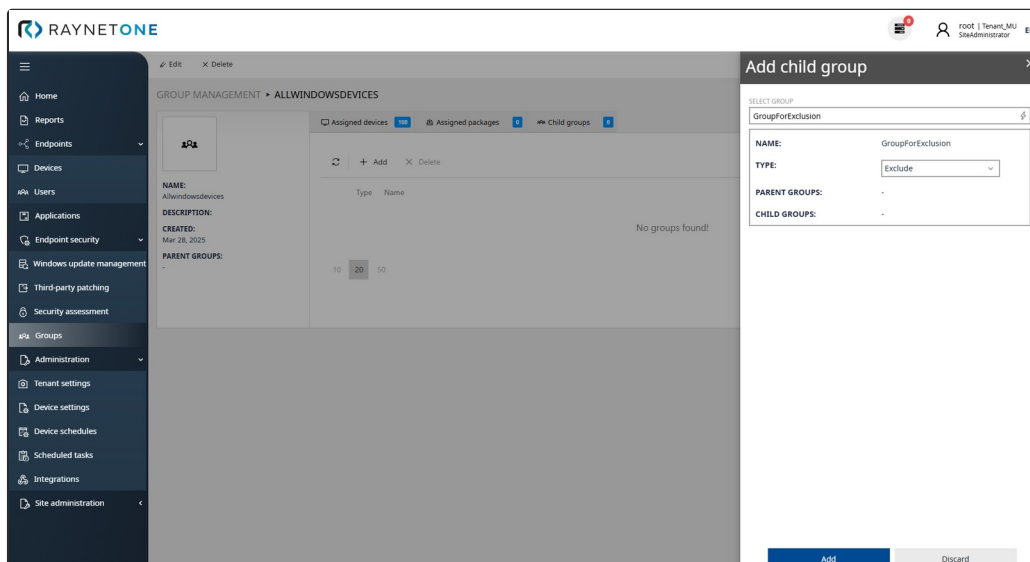 RAYNETONE
0
root | Tenant_MU
SiteAdministrator
Home
Reports
Endpoints
Devices
Users
Applications
Endpoint security
Windows update management
Third-party patching
Security assessment
Groups
Administration
Tenant settings
Device settings
Device schedules
Scheduled tasks
Integrations
Site administration
Edit Delete
GROUP MANAGEMENT ▸ ALLWINDOWSDEVICES
NAME:
Allwindowsdevices
DESCRIPTION:
CREATED:
Mar 28, 2025
PARENT GROUPS:
-
Assigned devices 100 Assigned packages 0 Child groups 0
+ Add Delete
Type Name
No groups found!
10 20 50
Add child group
SELECT GROUP
GroupForExclusion
NAME: GroupForExclusion
TYPE: Exclude
PARENT GROUPS: -
CHILD GROUPS: -
Add Discard